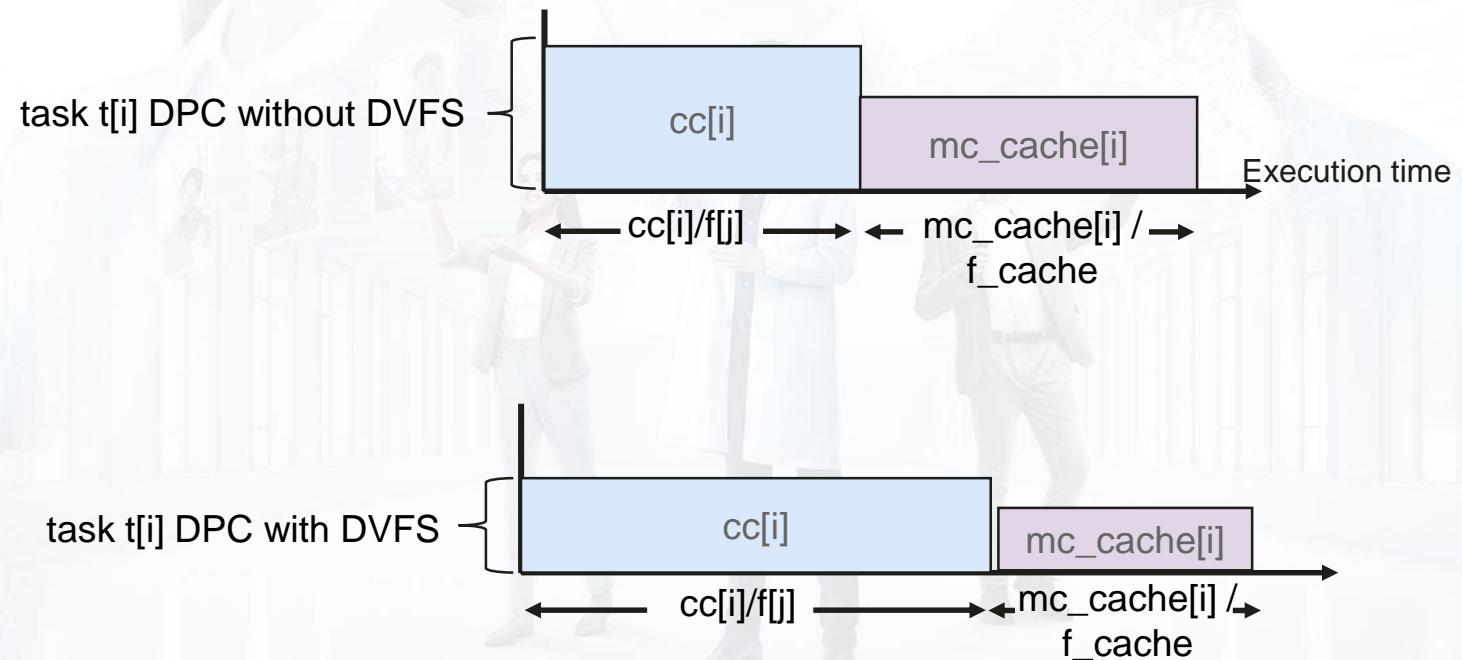 task t[i] DPC without DVFS
cc[i]
mc_cache[i]
Execution time
cc[i]/f[j]
mc_cache[i] /
f_cache
task t[i] DPC with DVFS
cc[i]
mc_cache[i]
cc[i]/f[j]
mc_cache[i] /
f_cache